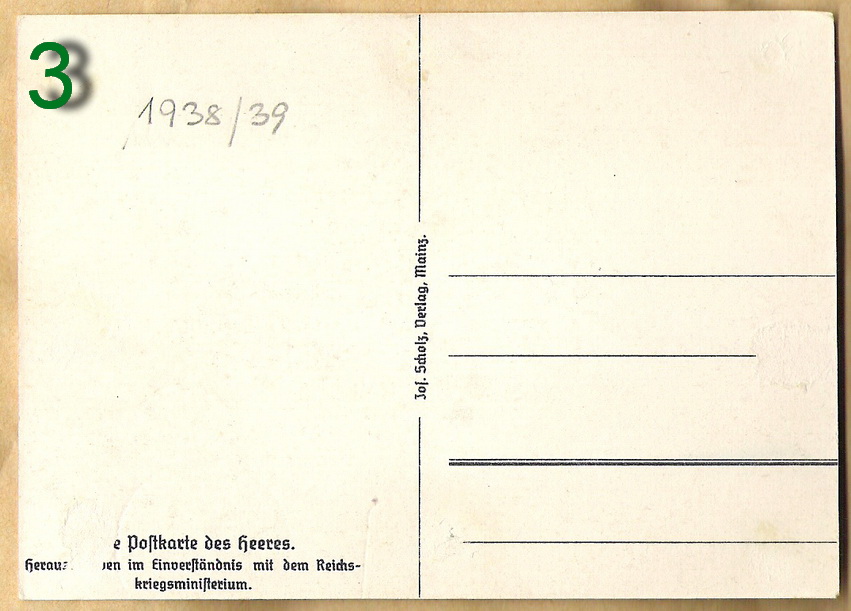 3
1938/39
Jos. Scholz, Verlag, Mainz.
Postkarte des Heeres.
im Einverständnis mit dem Reichs-
kriegsministerium.